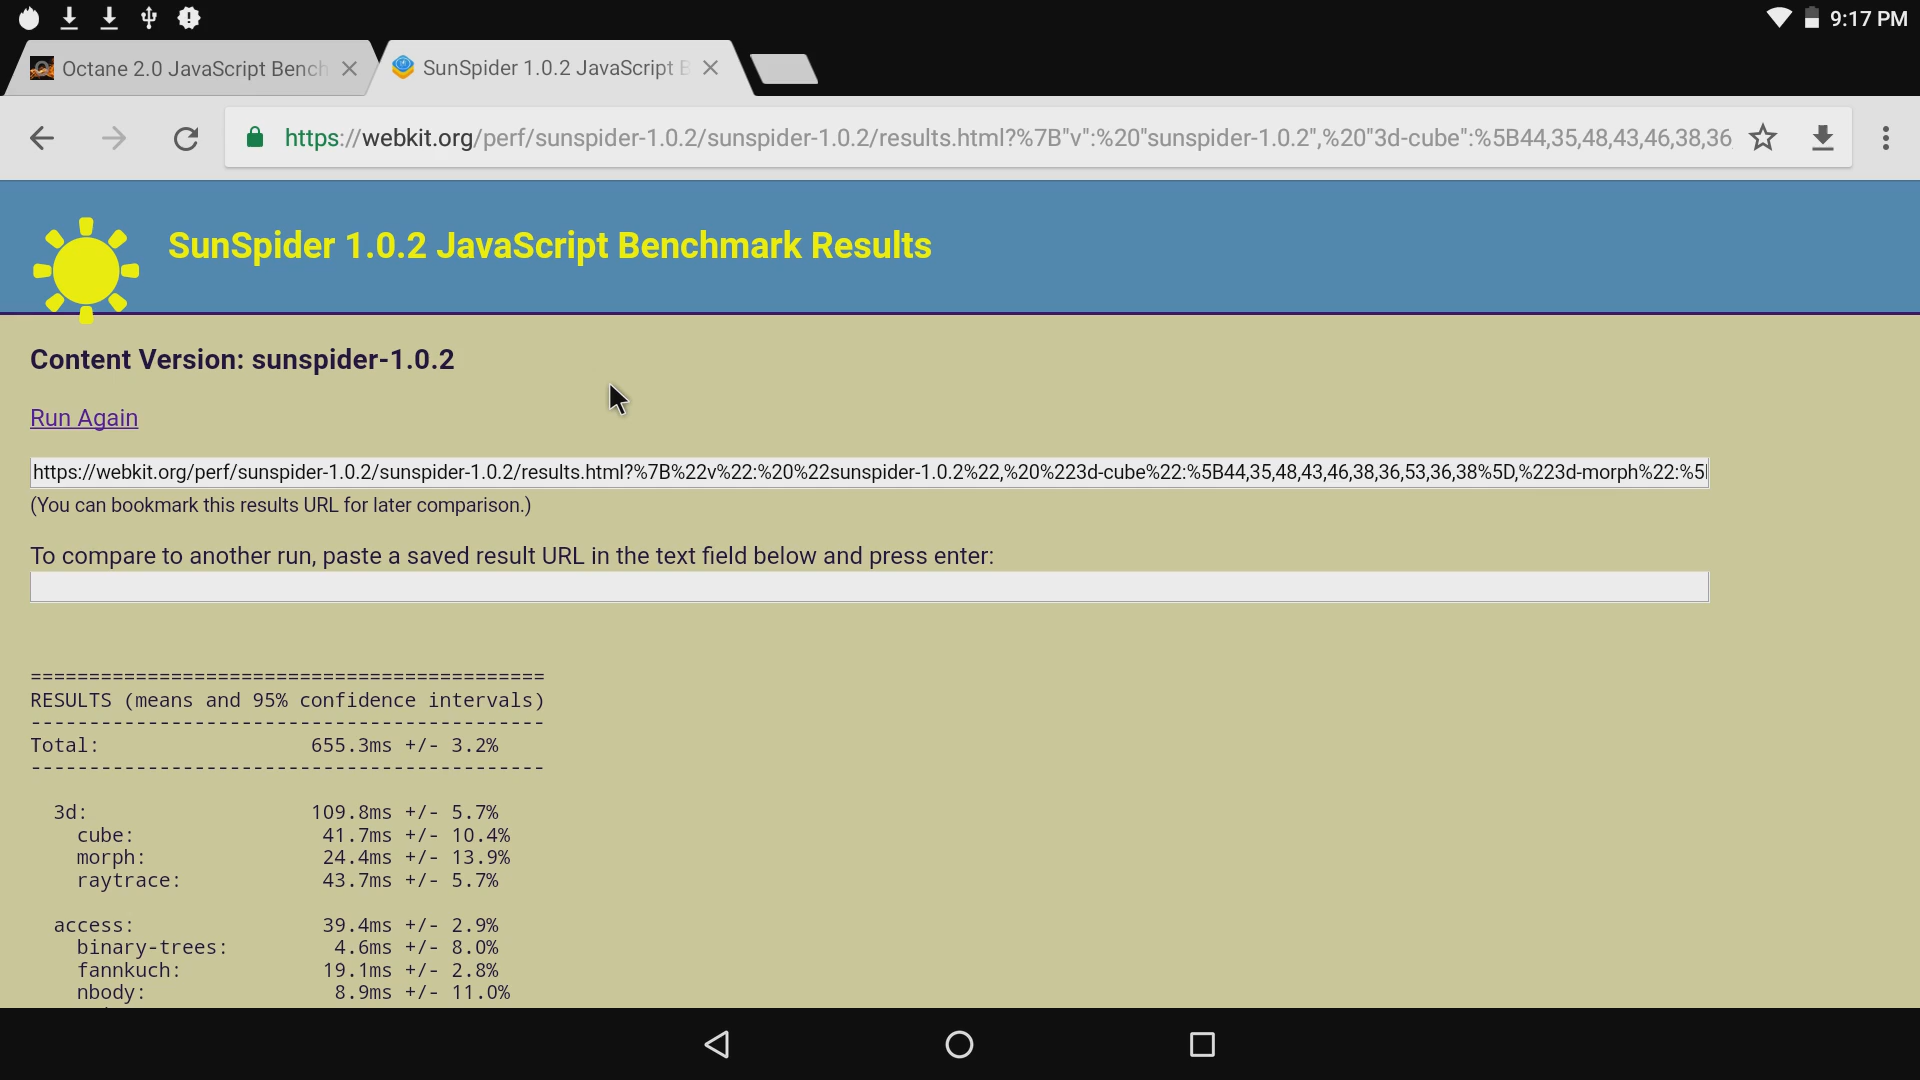 9:17 PM
Octane 2.0 JavaScript Bench
SunSpider 1.0.2 JavaScript B
https://webkit.org/perf/sunspider-1.0.2/sunspider-1.0.2/results.html?%7B"v":%20"sunspider-1.0.2",%20"3d-cube":%5B44,35,48,43,46,38,36
SunSpider 1.0.2 JavaScript Benchmark Results
Content Version: sunspider-1.0.2
Run Again
https://webkit.org/perf/sunspider-1.0.2/sunspider-1.0.2/results.html?%7B%22v%22:%20%22sunspider-1.0.2%22,%20%223d-cube%22:%5B44,35,48,43,46,38,36,53,36,38%5D,%223d-morph%22:%5
(You can bookmark this results URL for later comparison.)
To compare to another run, paste a saved result URL in the text field below and press enter:
============================================
RESULTS (means and 95% confidence intervals)
--------------------------------------------
Total:                  655.3ms +/- 3.2%
--------------------------------------------
3d:                   109.8ms +/- 5.7%
cube:                41.7ms +/- 10.4%
morph:               24.4ms +/- 13.9%
raytrace:            43.7ms +/- 5.7%
access:                39.4ms +/- 2.9%
binary-trees:         4.6ms +/- 8.0%
fannkuch:            19.1ms +/- 2.8%
nbody:                8.9ms +/- 11.0%